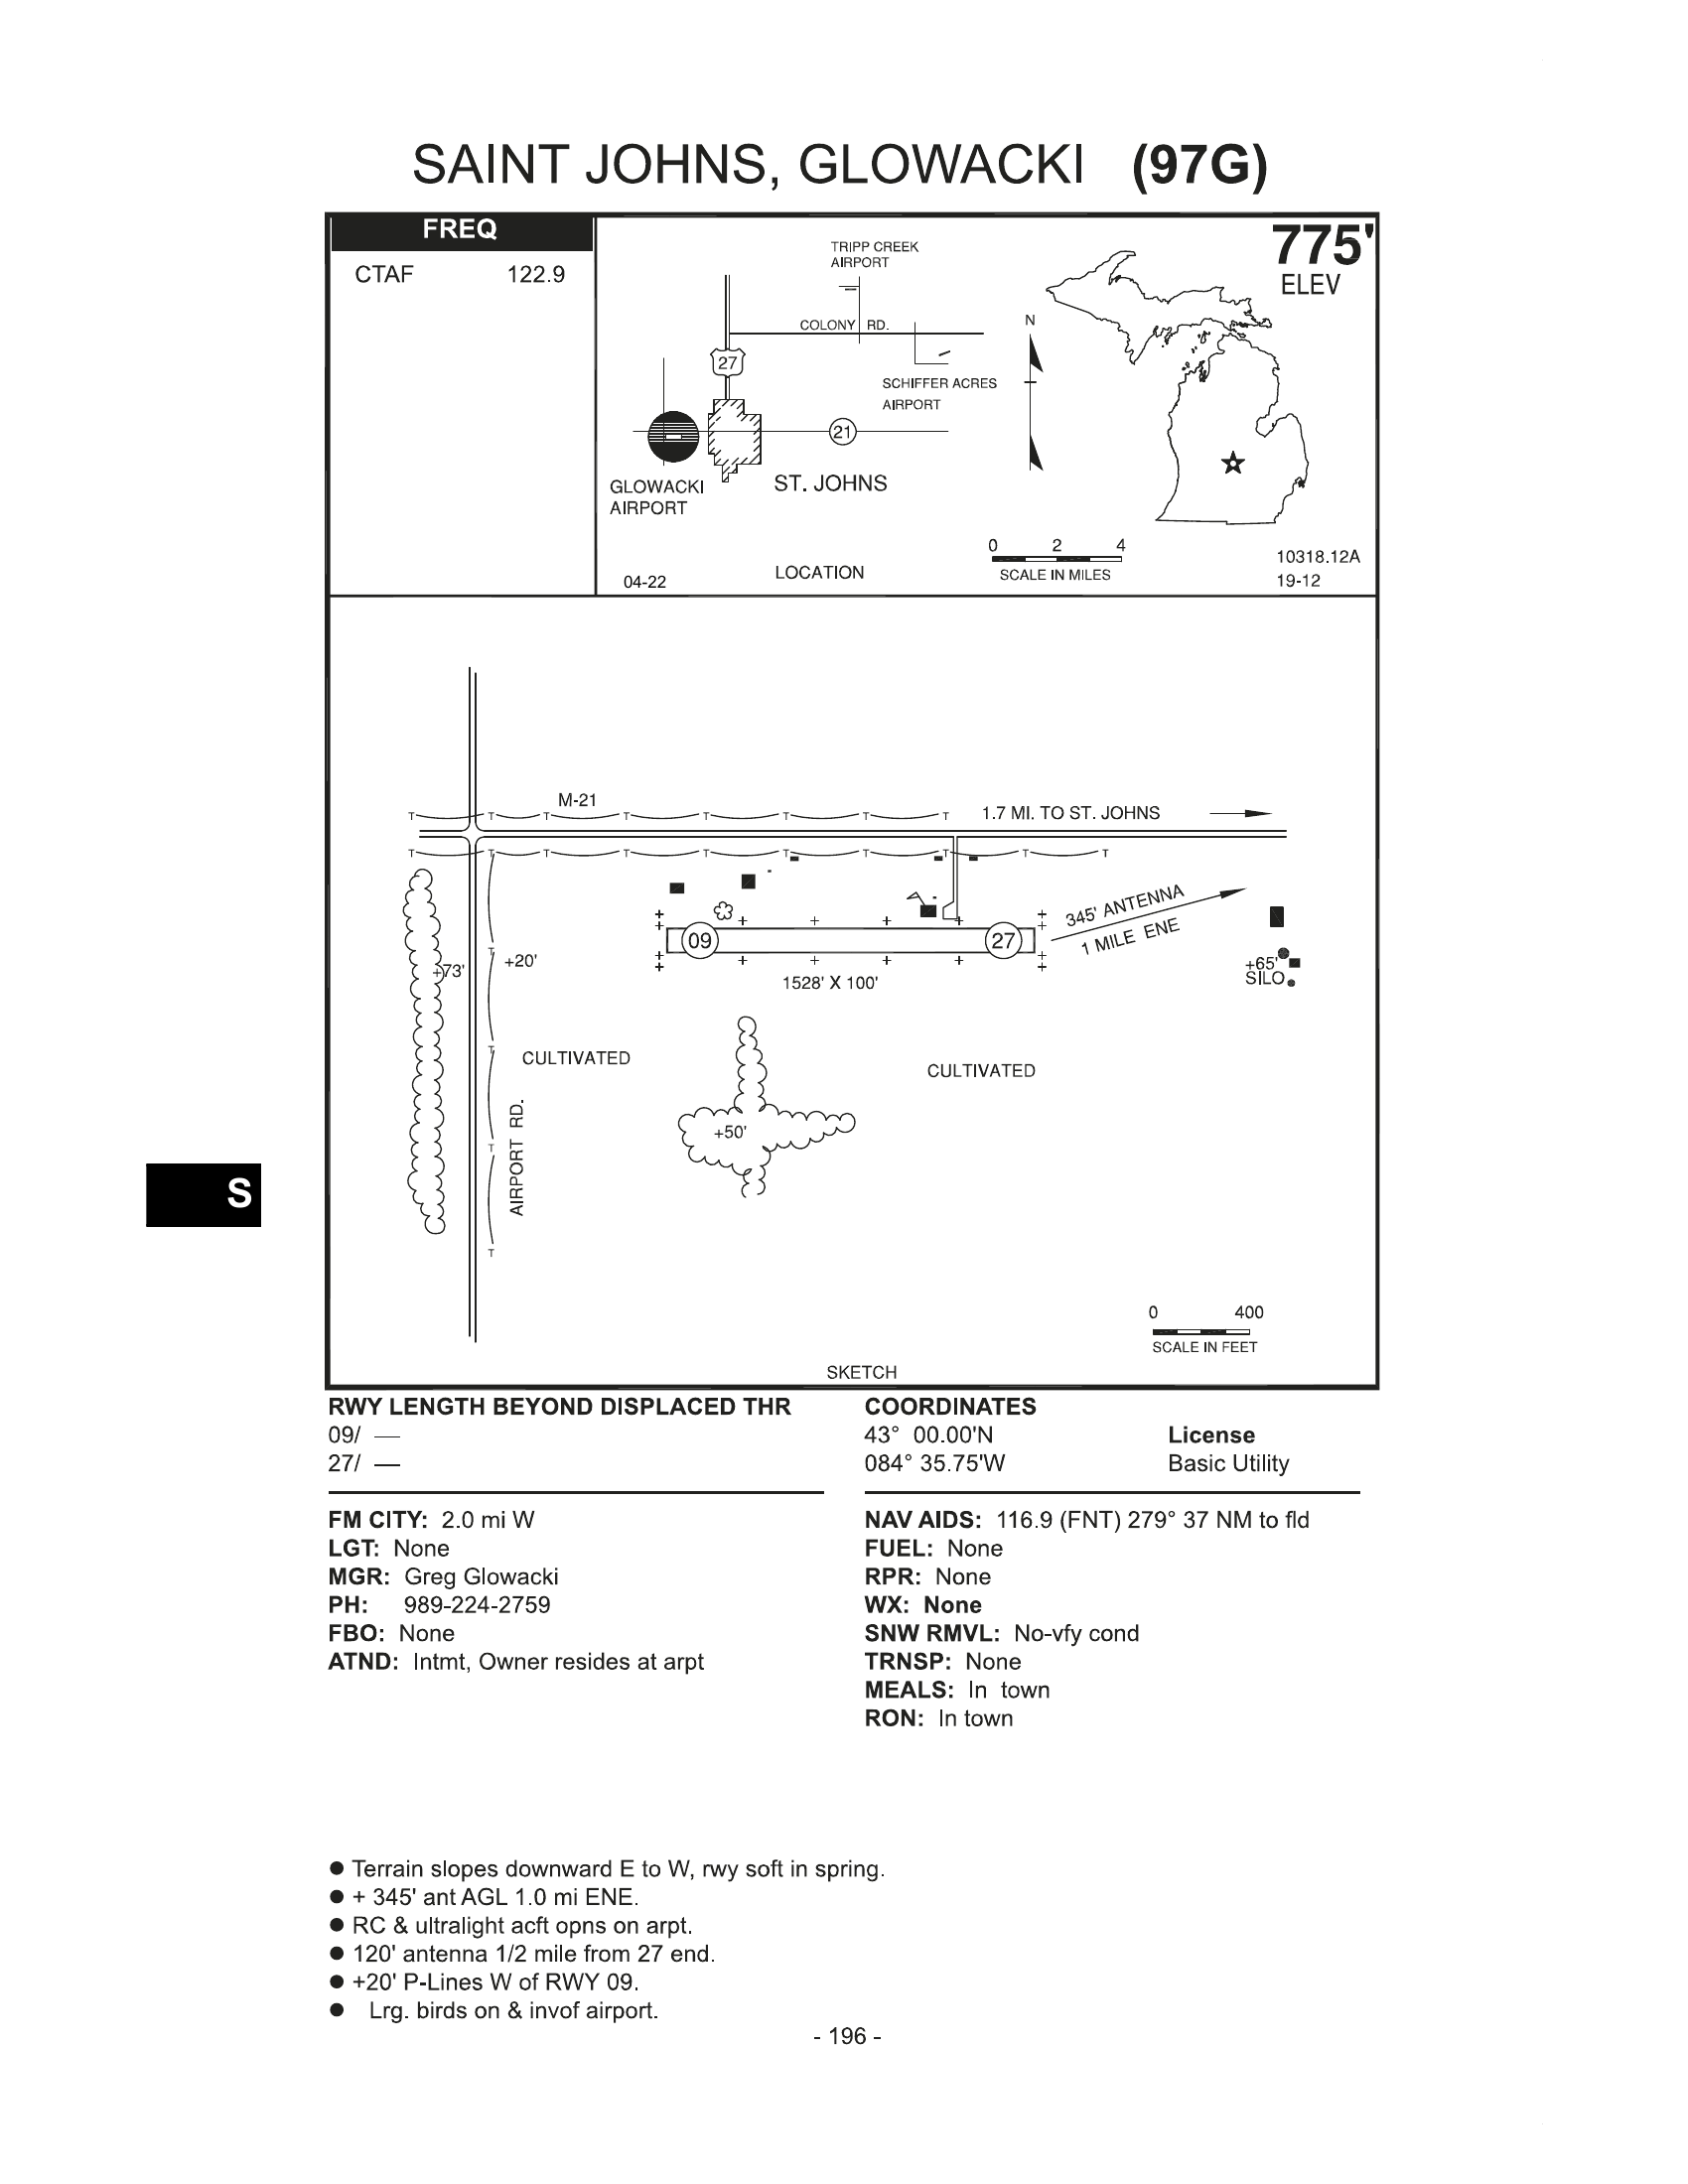 SAINT JOHNS, GLOWACKI (97G)
FREQ
CTAF 122.9
775'
ELEV
TRIPP CREEK
AIRPORT
COLONY RD.
N
27
SCHIFFER ACRES
AIRPORT
21
GLOWACKI
AIRPORT
ST. JOHNS
0 2 4
SCALE IN MILES
LOCATION
04-22
10318.12A
19-12
M-21
1.7 MI. TO ST. JOHNS
T T T T T T T T
T T T T T T T T T T
345' ANTENNA
1 MILE ENE
09
27
+73'
T
+20'
1528' X 100'
+65'
SILO
T
CULTIVATED
CULTIVATED
+50'
T
AIRPORT RD.
T
0 400
SCALE IN FEET
SKETCH
S
RWY LENGTH BEYOND DISPLACED THR
09/ —
27/ —
COORDINATES
43° 00.00'N
084° 35.75'W
License
Basic Utility
FM CITY: 2.0 mi W
LGT: None
MGR: Greg Glowacki
PH: 989-224-2759
FBO: None
ATND: Intmt, Owner resides at arpt
NAV AIDS: 116.9 (FNT) 279° 37 NM to fld
FUEL: None
RPR: None
WX: None
SNW RMVL: No-vfy cond
TRNSP: None
MEALS: In town
RON: In town
● Terrain slopes downward E to W, rwy soft in spring.
● + 345' ant AGL 1.0 mi ENE.
● RC & ultralight acft opns on arpt.
● 120' antenna 1/2 mile from 27 end.
● +20' P-Lines W of RWY 09.
● Lrg. birds on & invof airport.
- 196 -